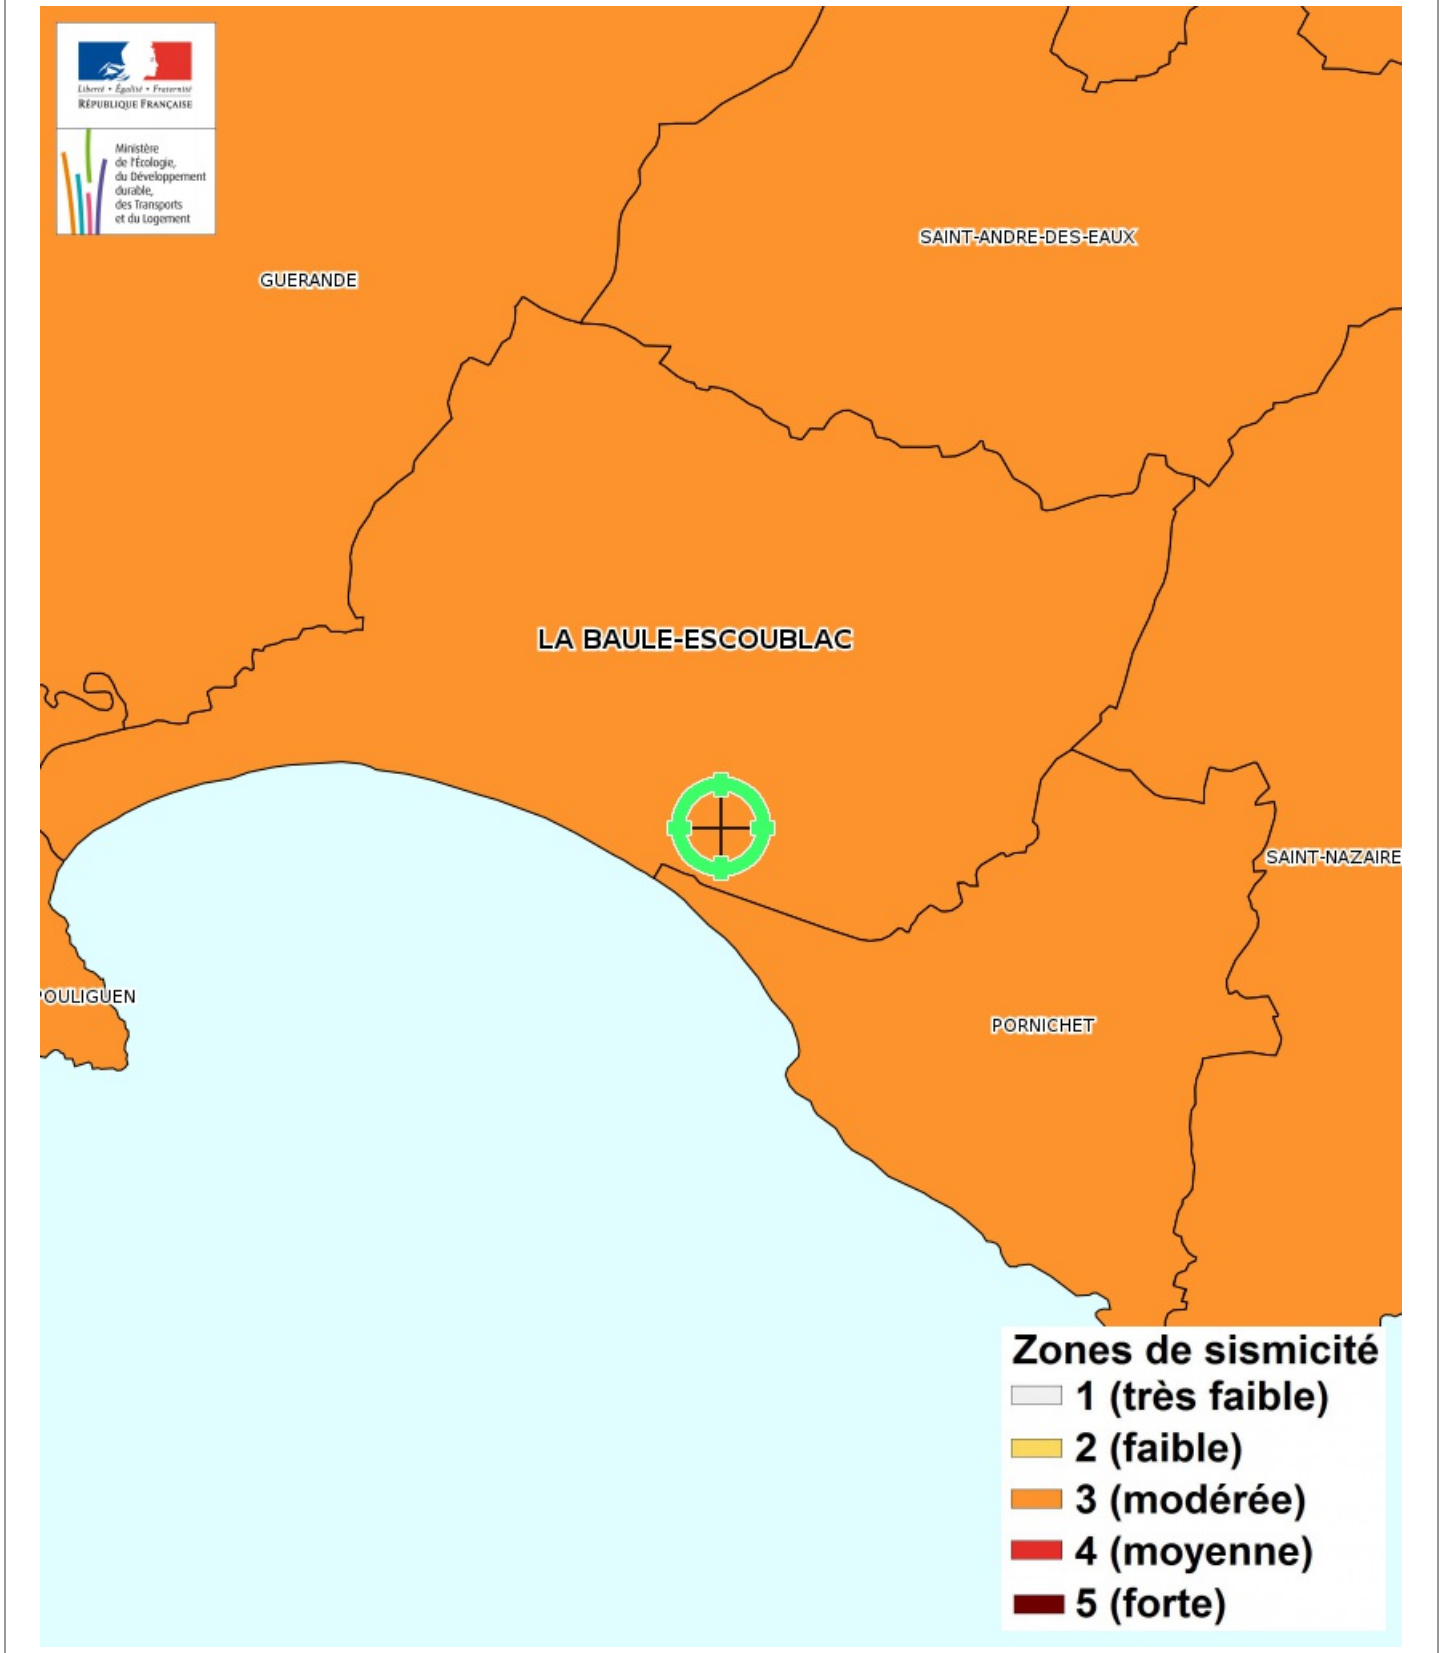 Liberté • Égalité • Fraternité
RÉPUBLIQUE FRANÇAISE
Ministère
de l'Écologie,
du Développement
durable,
des Transports
et du Logement
SAINT-ANDRE-DES-EAUX
GUERANDE
LA BAULE-ESCOUBLAC
SAINT-NAZAIRE
POULIGUEN
PORNICHET
Zones de sismicité
1 (très faible)
2 (faible)
3 (modérée)
4 (moyenne)
5 (forte)